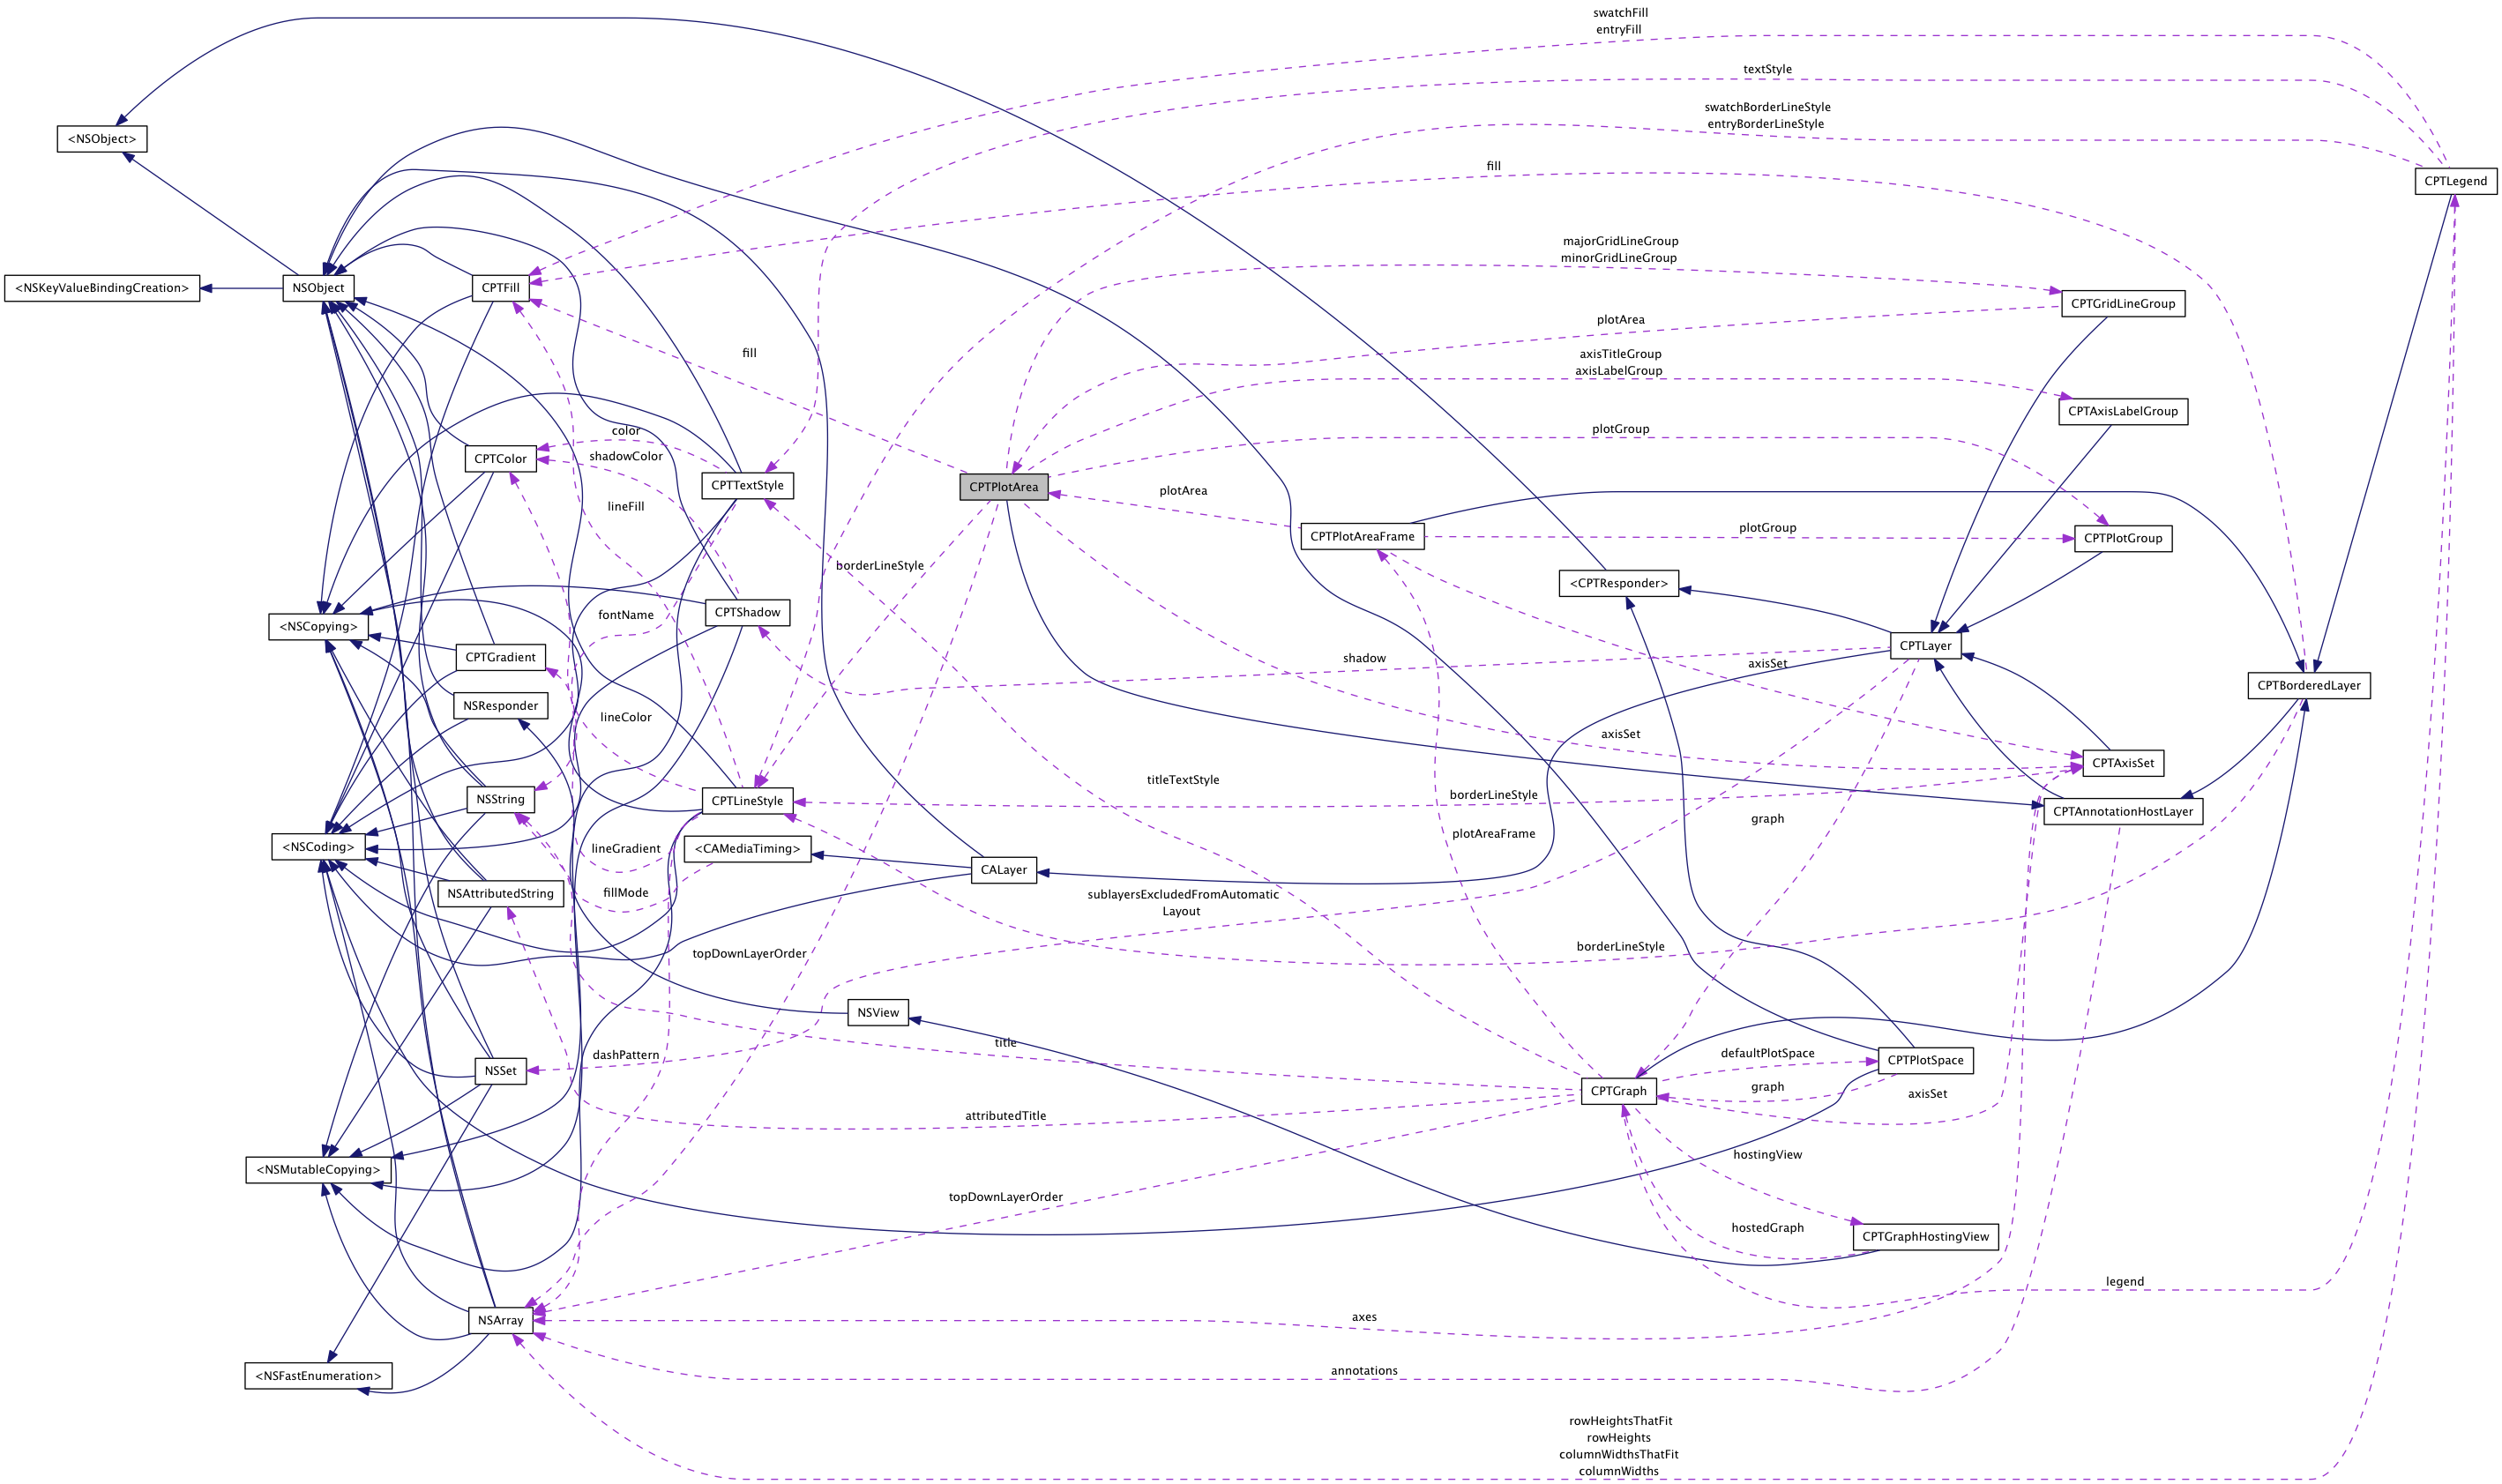 swatchFill
entryFill
textStyle
swatchBorderLineStyle
entryBorderLineStyle
<NSObject>
fill
CPTLegend
majorGridLineGroup
minorGridLineGroup
<NSKeyValueBindingCreation>
NSObject
CPTFill
CPTGridLineGroup
plotArea
fill
axisTitleGroup
axisLabelGroup
CPTAxisLabelGroup
color
plotGroup
shadowColor
CPTColor
CPTTextStyle
CPTPlotArea
plotArea
lineFill
plotGroup
CPTPlotAreaFrame
CPTPlotGroup
borderLineStyle
<CPTResponder>
fontName
CPTShadow
<NSCopying>
CPTGradient
shadow
axisSet
CPTLayer
CPTBorderedLayer
NSResponder
lineColor
axisSet
CPTAxisSet
titleTextStyle
NSString
CPTLineStyle
borderLineStyle
CPTAnnotationHostLayer
graph
plotAreaFrame
<NSCoding>
lineGradient
<CAMediaTiming>
CALayer
NSAttributedString
fillMode
sublayersExcludedFromAutomatic
Layout
topDownLayerOrder
borderLineStyle
NSView
title
dashPattern
NSSet
defaultPlotSpace
CPTPlotSpace
CPTGraph
graph
axisSet
attributedTitle
<NSMutableCopying>
hostingView
topDownLayerOrder
hostedGraph
CPTGraphHostingView
legend
NSArray
axes
<NSFastEnumeration>
annotations
rowHeightsThatFit
rowHeights
columnWidthsThatFit
columnWidths